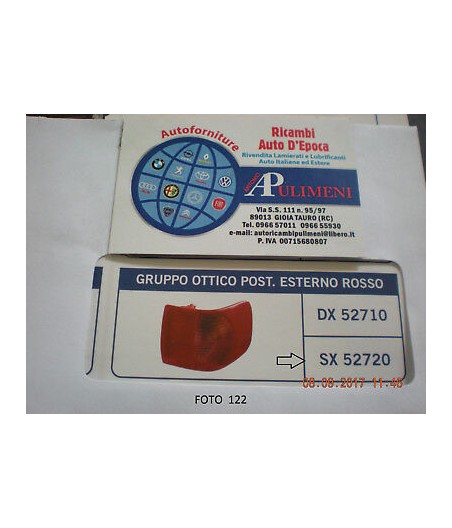 Autoforniture
Ricambi
Auto D'Epoca
Rivendita Lamierati e Lubrificanti
Auto Italiane ed Estere
APULIMENI
Via S.S. 111 n. 95/97
89013 GIOIA TAURO (RC)
Tel. 0966 57011 0966 55930
e-mail: autoricambipulimeni@libero.it
P. IVA 00715680807
GRUPPO OTTICO POST. ESTERNO ROSSO
DX 52710
SX 52720
08.09.2017 11:46
FOTO 122